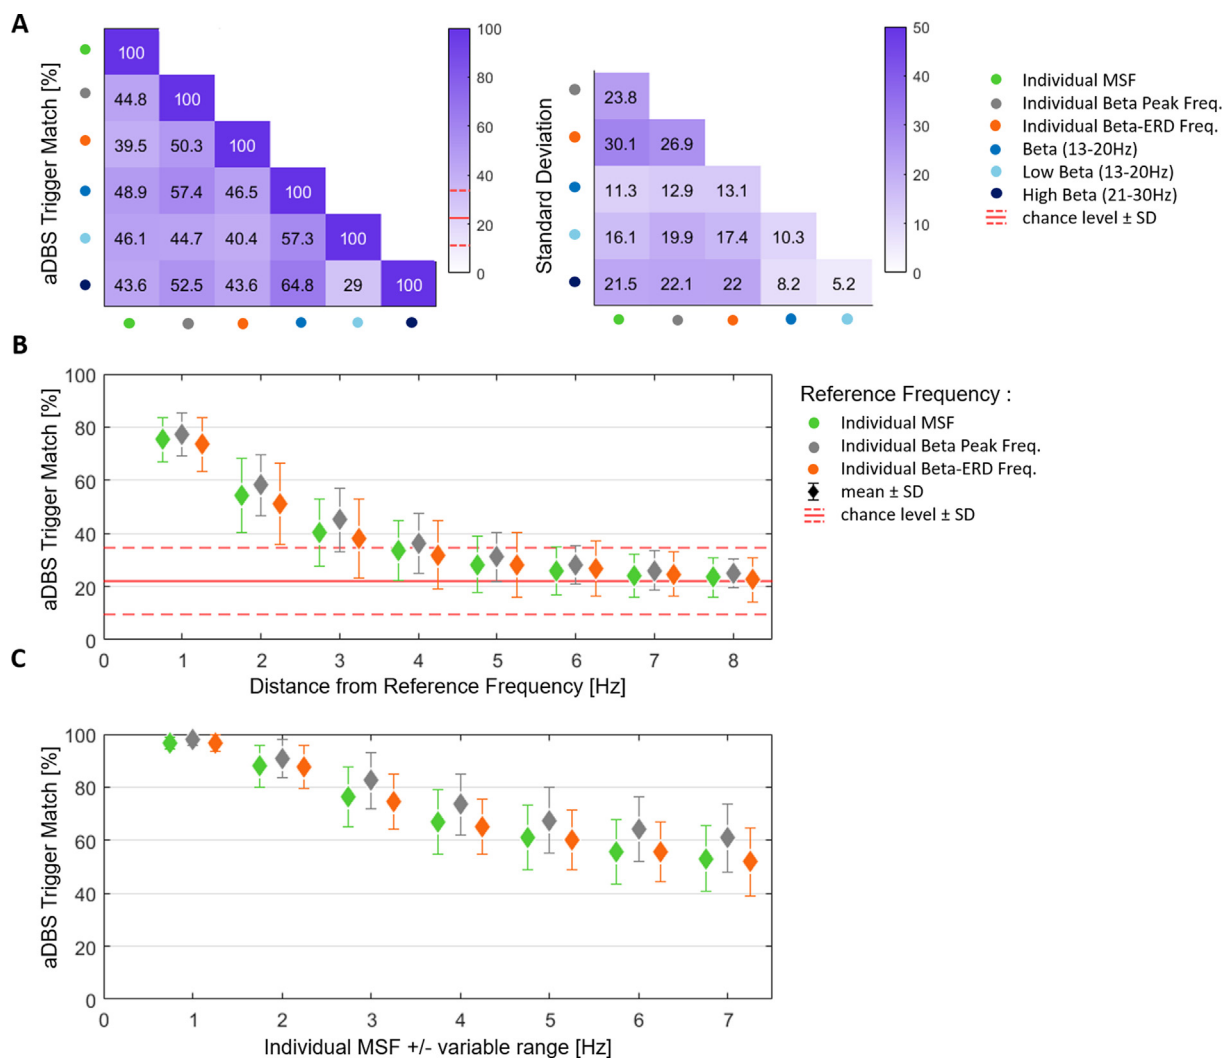 A
aDBS Trigger Match [%]
100
44.8 100
39.5 50.3 100
48.9 57.4 46.5 100
46.1 44.7 40.4 57.3 100
43.6 52.5 43.6 64.8 29 100
100
80
60
40
20
0
Standard Deviation
23.8
30.1 26.9
11.3 12.9 13.1
16.1 19.9 17.4 10.3
21.5 22.1 22 8.2 5.2
50
40
30
20
10
0
Individual MSF
Individual Beta Peak Freq.
Individual Beta-ERD Freq.
Beta (13-20Hz)
Low Beta (13-20Hz)
High Beta (21-30Hz)
chance level ± SD
B
aDBS Trigger Match [%]
100
80
60
40
20
0
0 1 2 3 4 5 6 7 8
Distance from Reference Frequency [Hz]
Reference Frequency :
Individual MSF
Individual Beta Peak Freq.
Individual Beta-ERD Freq.
mean ± SD
chance level ± SD
C
aDBS Trigger Match [%]
100
80
60
40
20
0
0 1 2 3 4 5 6 7
Individual MSF +/- variable range [Hz]